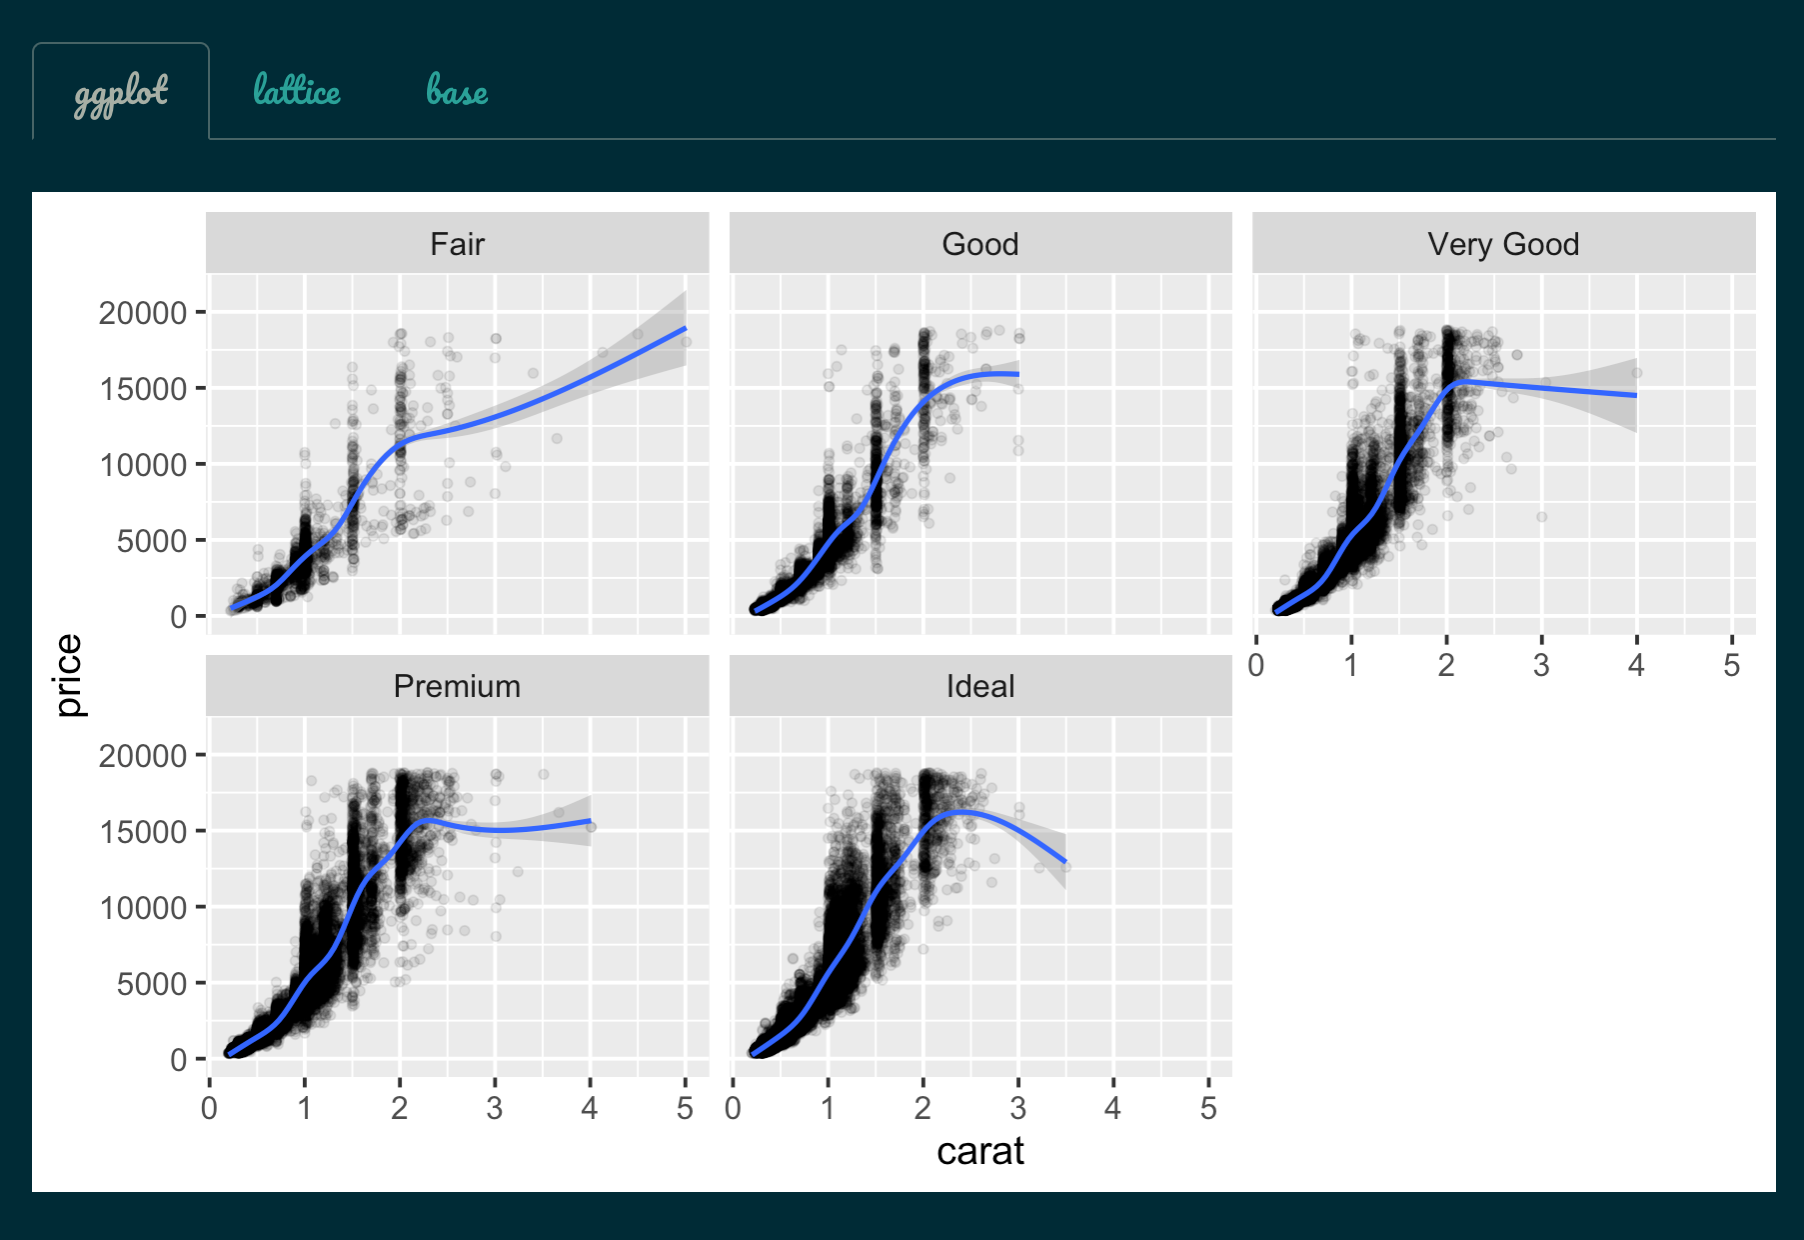 ggplot lattice base
Fair Good Very Good
20000
15000
10000
5000
0
0 1 2 3 4 5
price
Premium Ideal
20000
15000
10000
5000
0
0 1 2 3 4 5 0 1 2 3 4 5
carat